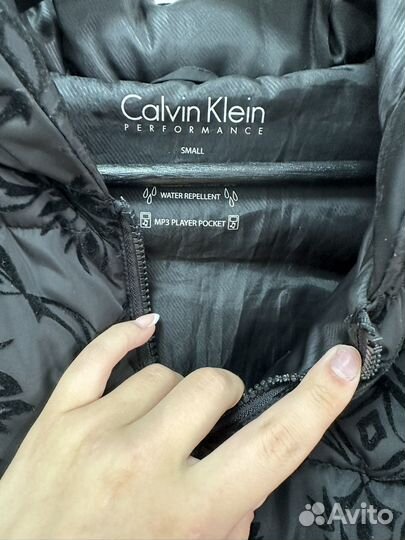 Calvin Klein
PERFORMANCE
SMALL
WATER REPELLENT
MP3 PLAYER POCKET
Avito